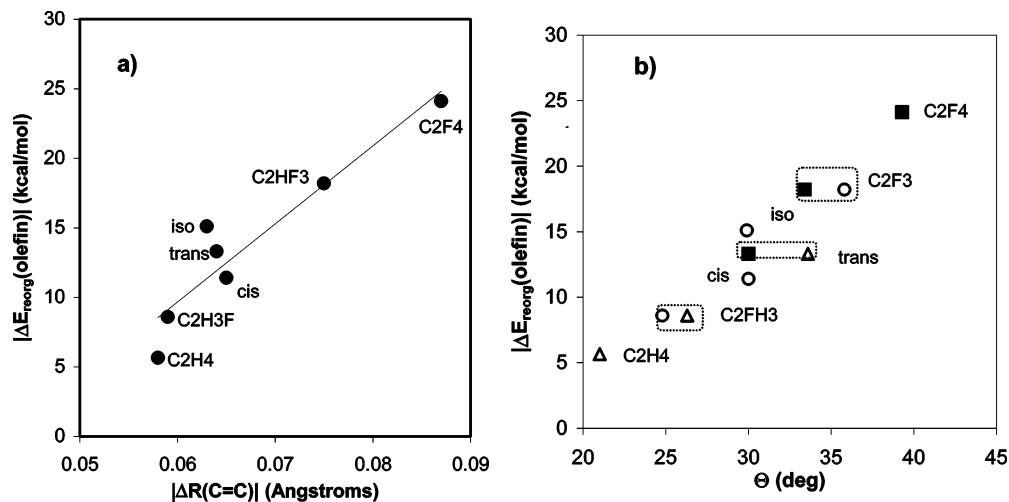 a)
|ΔEreorg(olefin)| (kcal/mol)
30
25
20
15
10
5
0
C2F4
C2HF3
iso
trans
cis
C2H3F
C2H4
0.05
0.06
0.07
0.08
0.09
|ΔR(C=C)| (Angstroms)
b)
|ΔEreorg(olefin)| (kcal/mol)
30
25
20
15
10
5
0
C2F4
C2F3
iso
trans
cis
C2FH3
C2H4
20
25
30
35
40
45
Θ (deg)